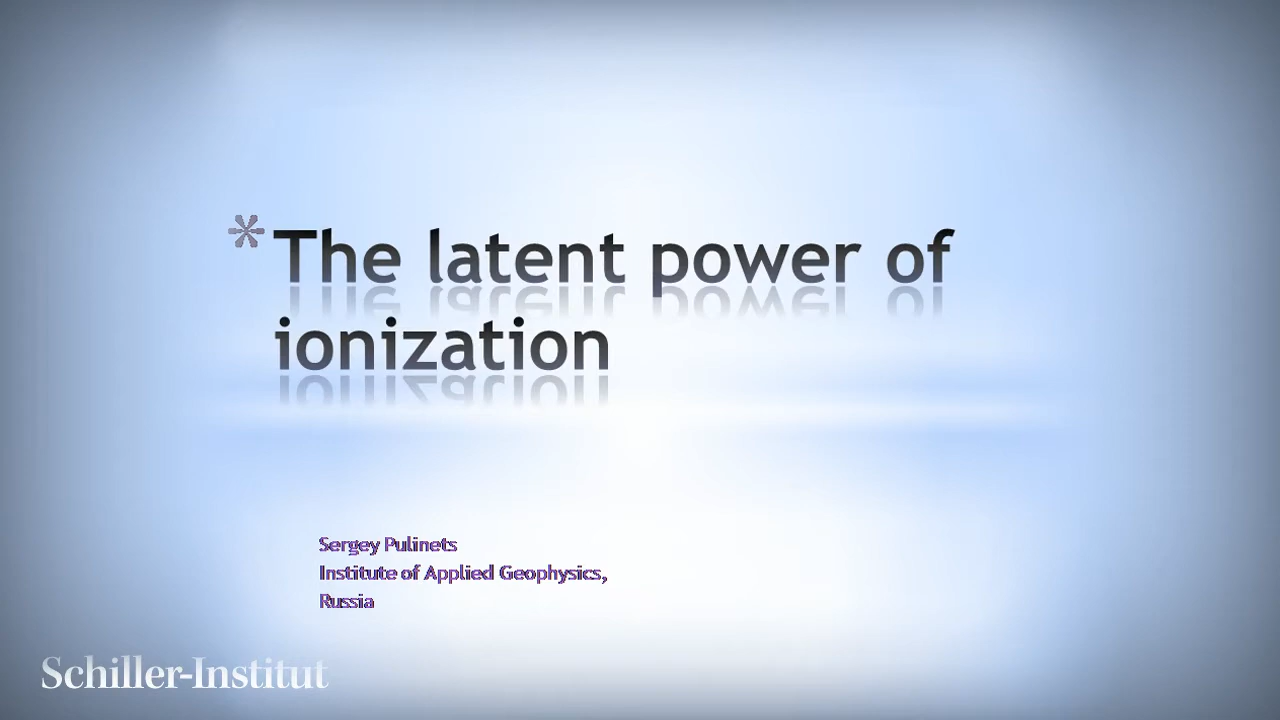 * The latent power of
ionization
Sergey Pulinets
Institute of Applied Geophysics,
Russia
Schiller-Institut